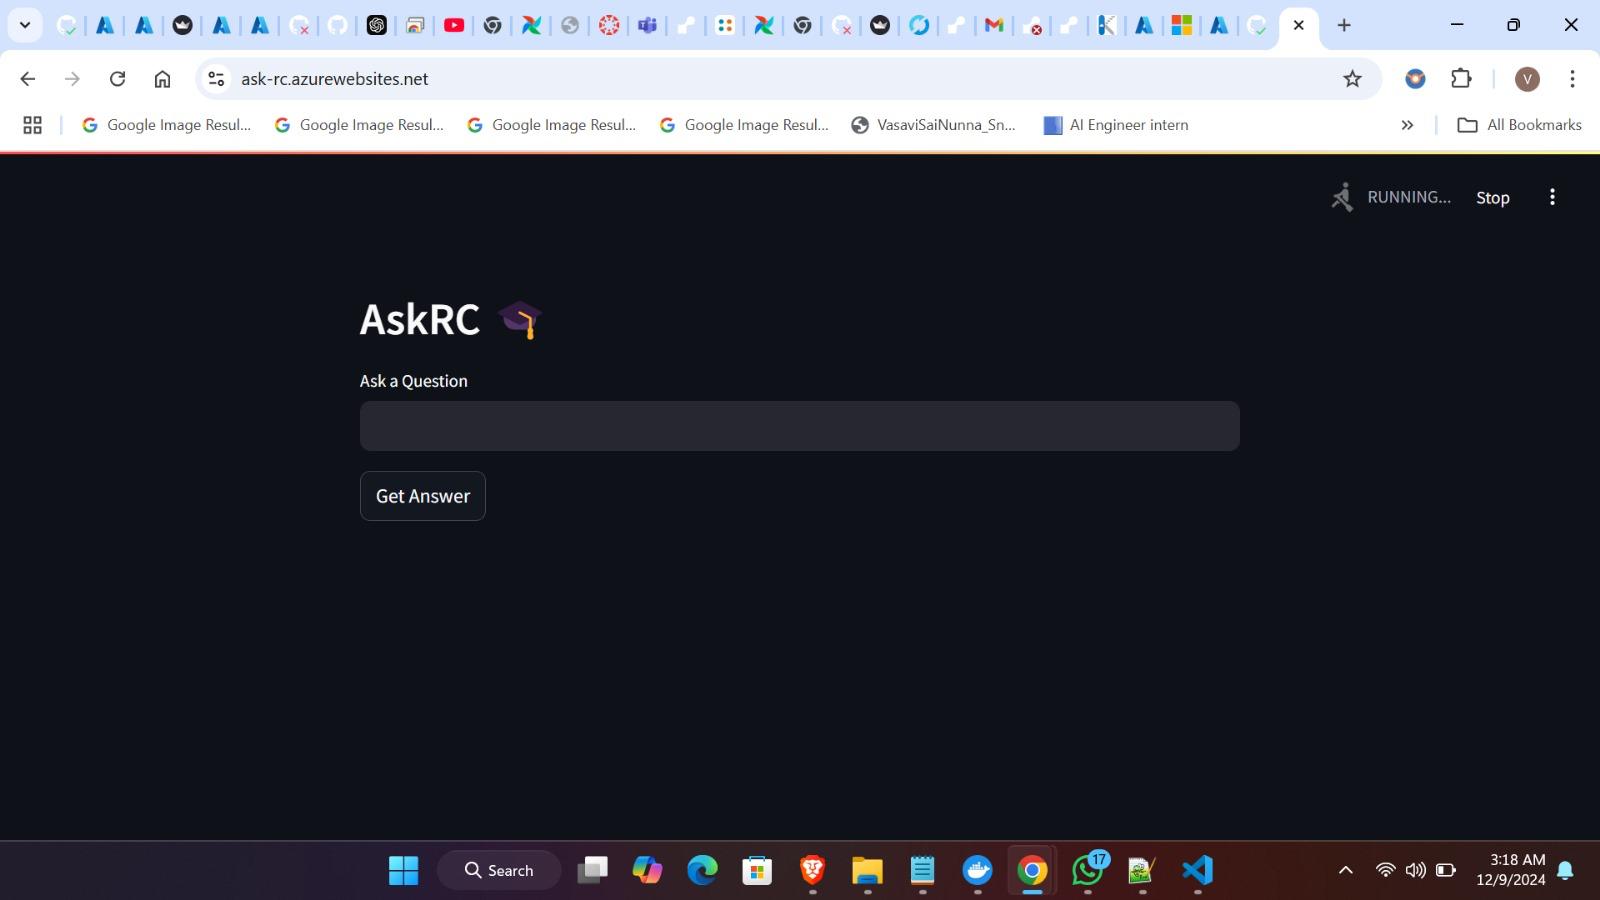 ask-rc.azurewebsites.net
V
Google Image Resul...
Google Image Resul...
Google Image Resul...
Google Image Resul...
VasaviSaiNunna_Sn...
AI Engineer intern
All Bookmarks
RUNNING...
Stop
AskRC
Ask a Question
Get Answer
Search
17
3:18 AM
12/9/2024